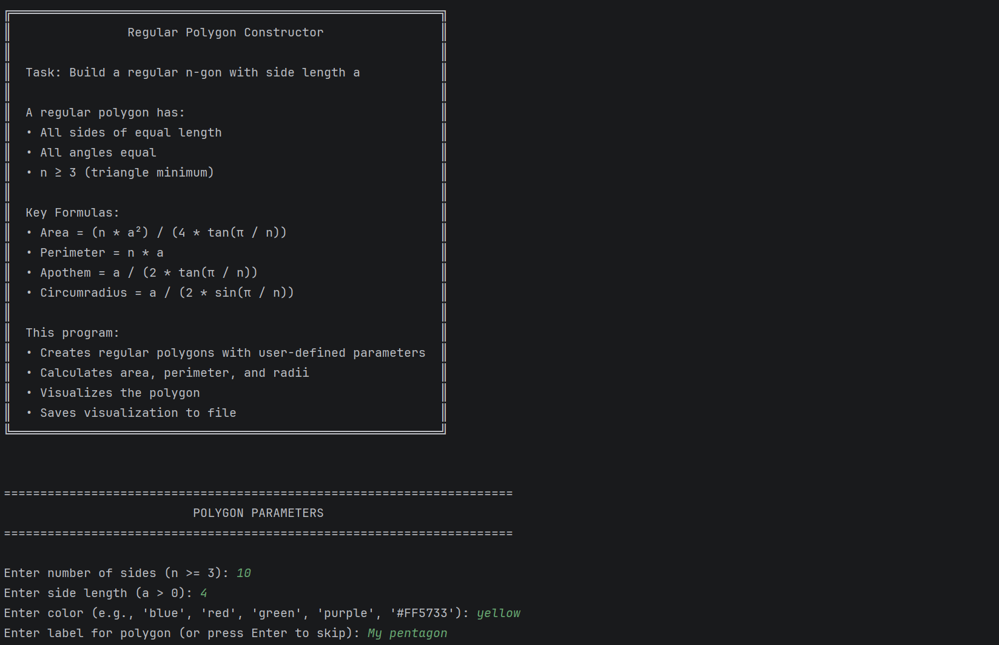 Regular Polygon Constructor
Task: Build a regular n-gon with side length a
A regular polygon has:
• All sides of equal length
• All angles equal
• n ≥ 3 (triangle minimum)
Key Formulas:
• Area = (n * a²) / (4 * tan(π / n))
• Perimeter = n * a
• Apothem = a / (2 * tan(π / n))
• Circumradius = a / (2 * sin(π / n))
This program:
• Creates regular polygons with user-defined parameters
• Calculates area, perimeter, and radii
• Visualizes the polygon
• Saves visualization to file
======================================================================
POLYGON PARAMETERS
======================================================================
Enter number of sides (n >= 3): 10
Enter side length (a > 0): 4
Enter color (e.g., 'blue', 'red', 'green', 'purple', '#FF5733'): yellow
Enter label for polygon (or press Enter to skip): My pentagon